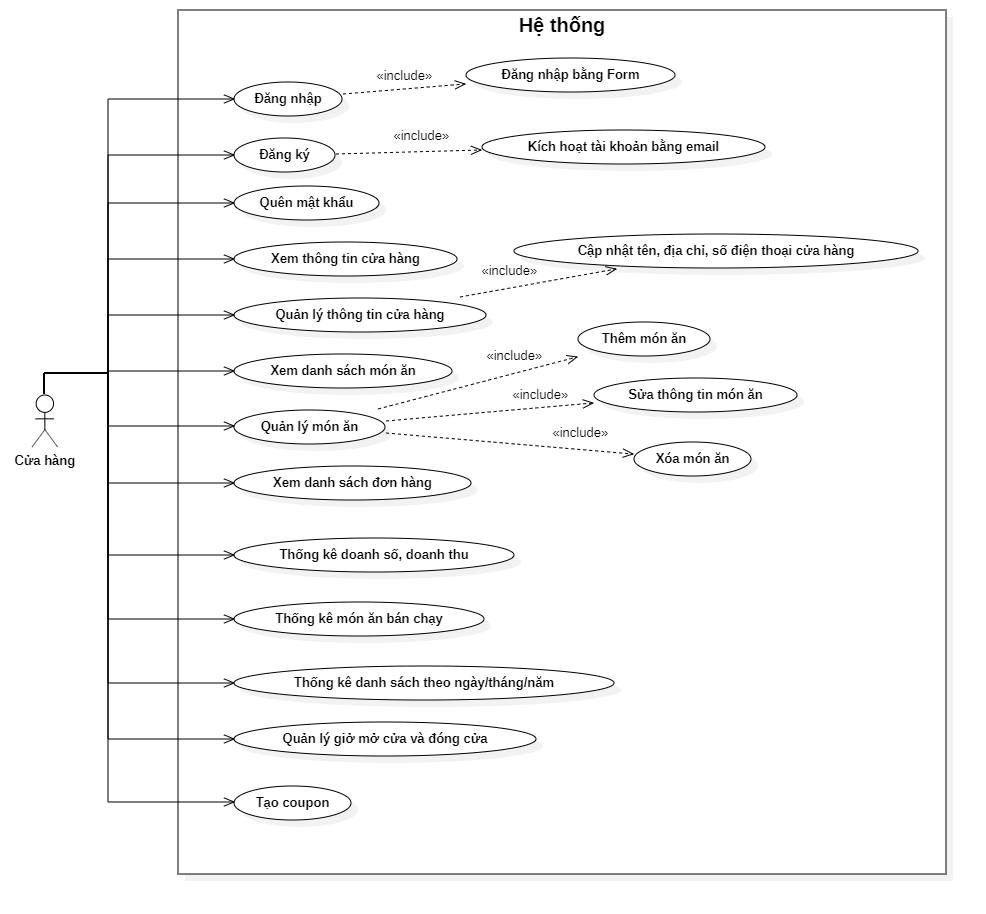 Hệ thống
«include»
Đăng nhập bằng Form
Đăng nhập
«include»
Kích hoạt tài khoản bằng email
Đăng ký
Quên mật khẩu
Cập nhật tên, địa chỉ, số điện thoại cửa hàng
Xem thông tin cửa hàng
«include»
Quản lý thông tin cửa hàng
Thêm món ăn
«include»
Xem danh sách món ăn
«include»
Sửa thông tin món ăn
Quản lý món ăn
«include»
Xóa món ăn
Cửa hàng
Xem danh sách đơn hàng
Thống kê doanh số, doanh thu
Thống kê món ăn bán chạy
Thống kê danh sách theo ngày/tháng/năm
Quản lý giở mở cửa và đóng cửa
Tạo coupon